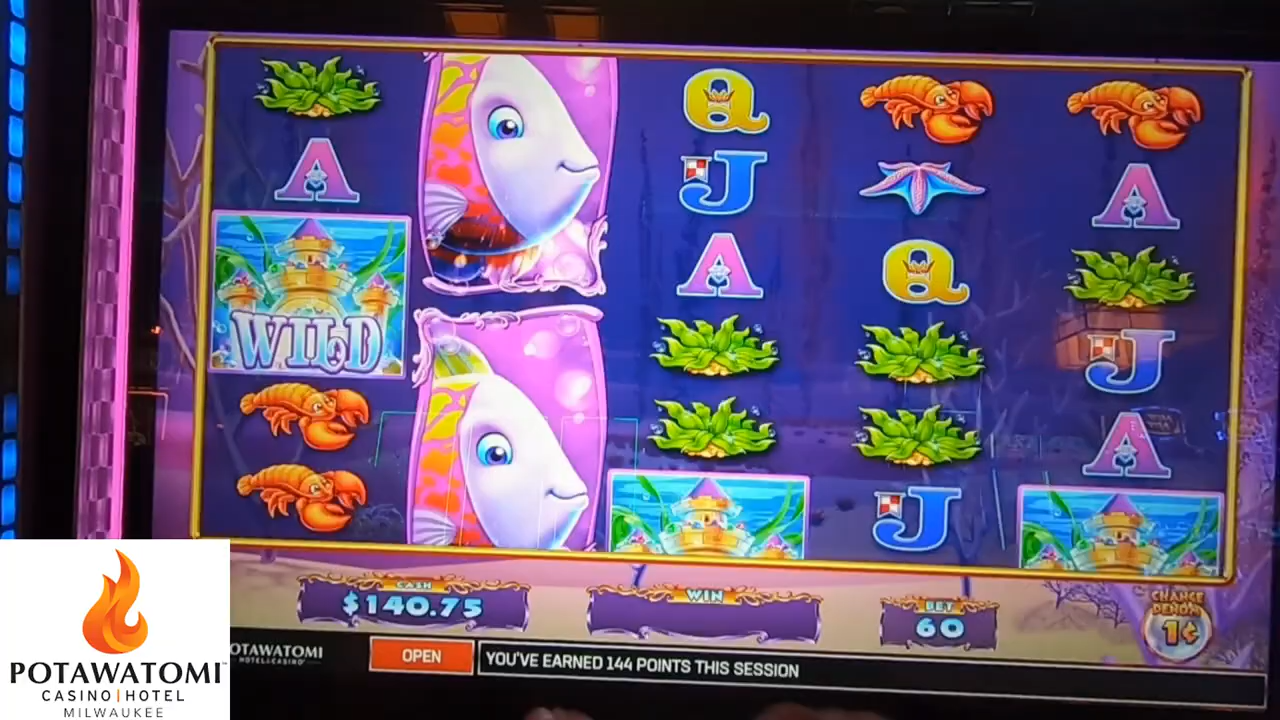 Q
J
A
A
A
Q
WILD
J
A
J
CASH
$140.75
WIN
BET
60
CHANGE
DENOM
1¢
POTAWATOMI
HOTEL & CASINO
OPEN
YOU'VE EARNED 144 POINTS THIS SESSION
POTAWATOMI
CASINO | HOTEL
MILWAUKEE